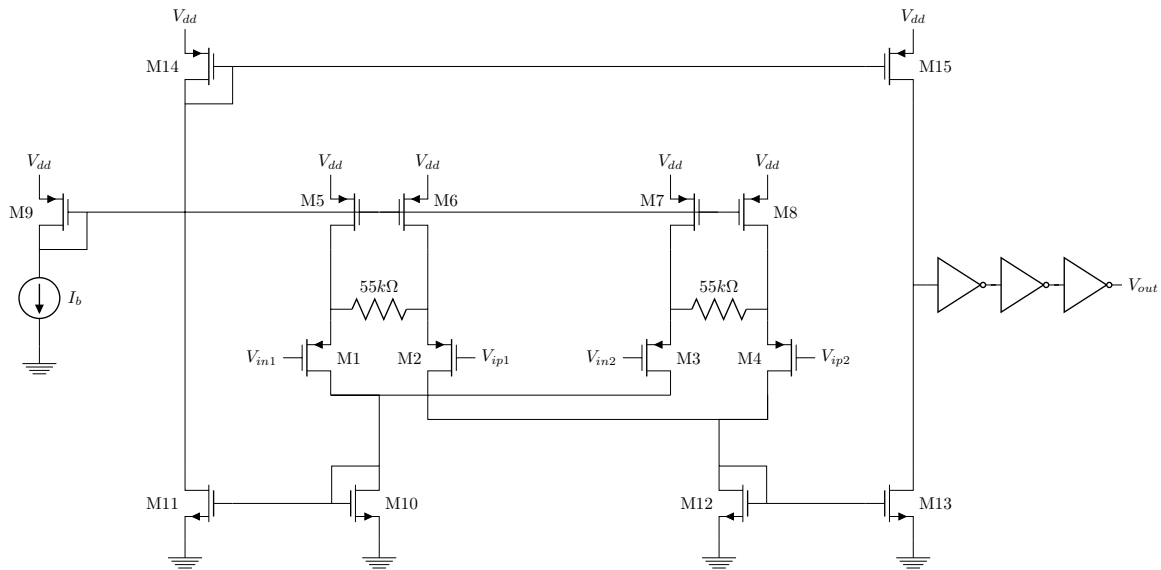 V_dd V_dd
M14 M15
V_dd V_dd V_dd V_dd V_dd
M9 M5 M6 M7 M8
55kΩ 55kΩ
I_b V_out
V_in1 M1 M2 V_ip1 V_in2 M3 M4 V_ip2
M11 M10 M12 M13